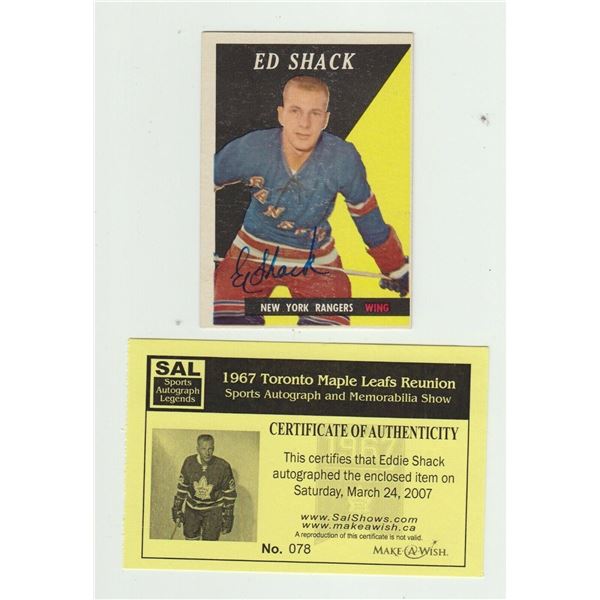 ED SHACK
RANGERS
Ed Shack
NEW YORK RANGERS WING
SAL
Sports
Autograph
Legends
1967 Toronto Maple Leafs Reunion
Sports Autograph and Memorabilia Show
CERTIFICATE OF AUTHENTICITY
This certifies that Eddie Shack
autographed the enclosed item on
Saturday, March 24, 2007
www.SalShows.com
www.makeawish.ca
A reproduction of this certificate is not valid.
No. 078
MAKE-A-WISH.
1967